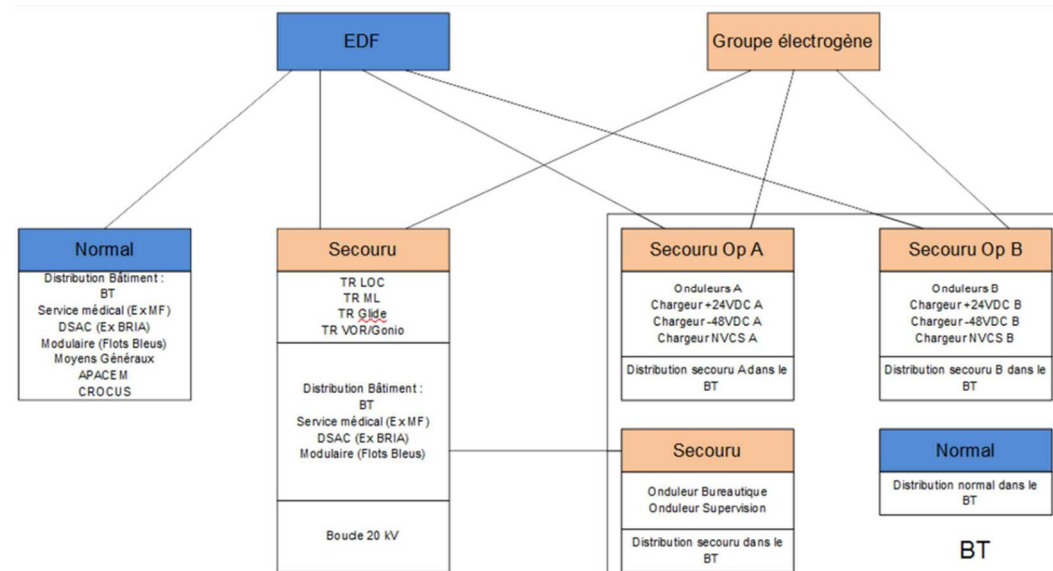 EDF
Groupe électrogène
Normal
Distribution Bâtiment :
BT
Service médical (Ex MF)
DSAC (Ex BRIA)
Modulaire (Flots Bleus)
Moyens Généraux
APACEM
CROCUS
Secouru
TR LOC
TR ML
TR Glide
TR VOR/Gonio
Distribution Bâtiment :
BT
Service médical (Ex MF)
DSAC (Ex BRIA)
Modulaire (Flots Bleus)
Boucle 20 kV
Secouru Op A
Onduleurs A
Chargeur +24VDC A
Chargeur -48VDC A
Chargeur NVCS A
Distribution secouru A dans le
BT
Secouru Op B
Onduleurs B
Chargeur +24VDC B
Chargeur -48VDC B
Chargeur NVCS B
Distribution secouru B dans le
BT
Secouru
Onduleur Bureautique
Onduleur Supervision
Distribution secouru dans le
BT
Normal
Distribution normal dans le
BT
BT